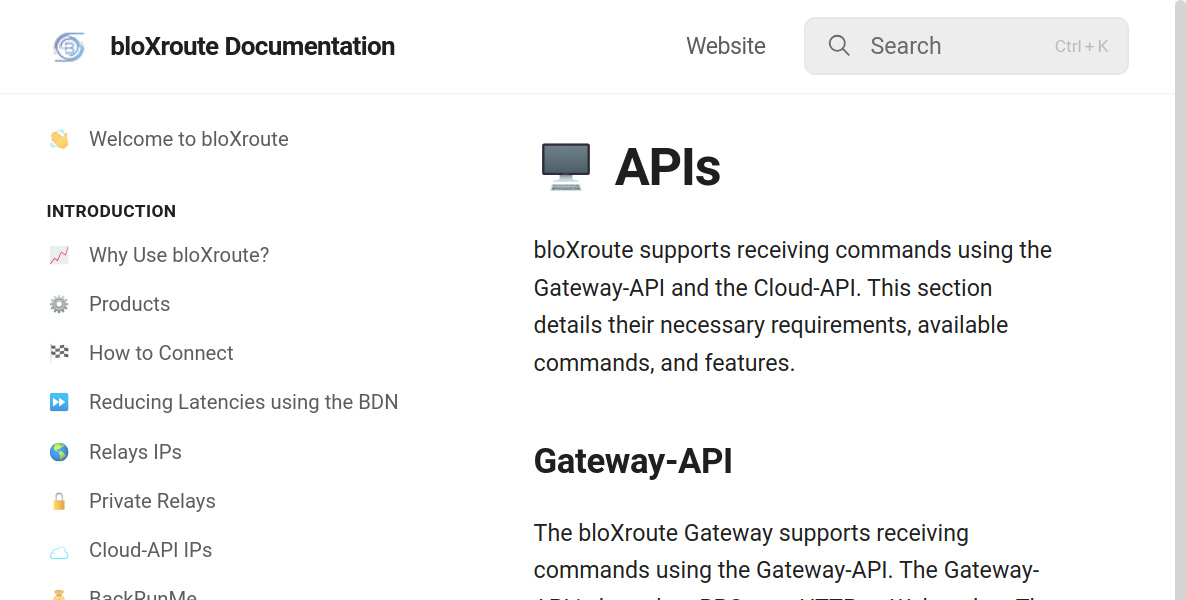 bloXroute Documentation
Website
Search
Ctrl + K
Welcome to bloXroute
INTRODUCTION
Why Use bloXroute?
Products
How to Connect
Reducing Latencies using the BDN
Relays IPs
Private Relays
Cloud-API IPs
BackRunMe
APIs
bloXroute supports receiving commands using the
Gateway-API and the Cloud-API. This section
details their necessary requirements, available
commands, and features.
Gateway-API
The bloXroute Gateway supports receiving
commands using the Gateway-API. The Gateway-